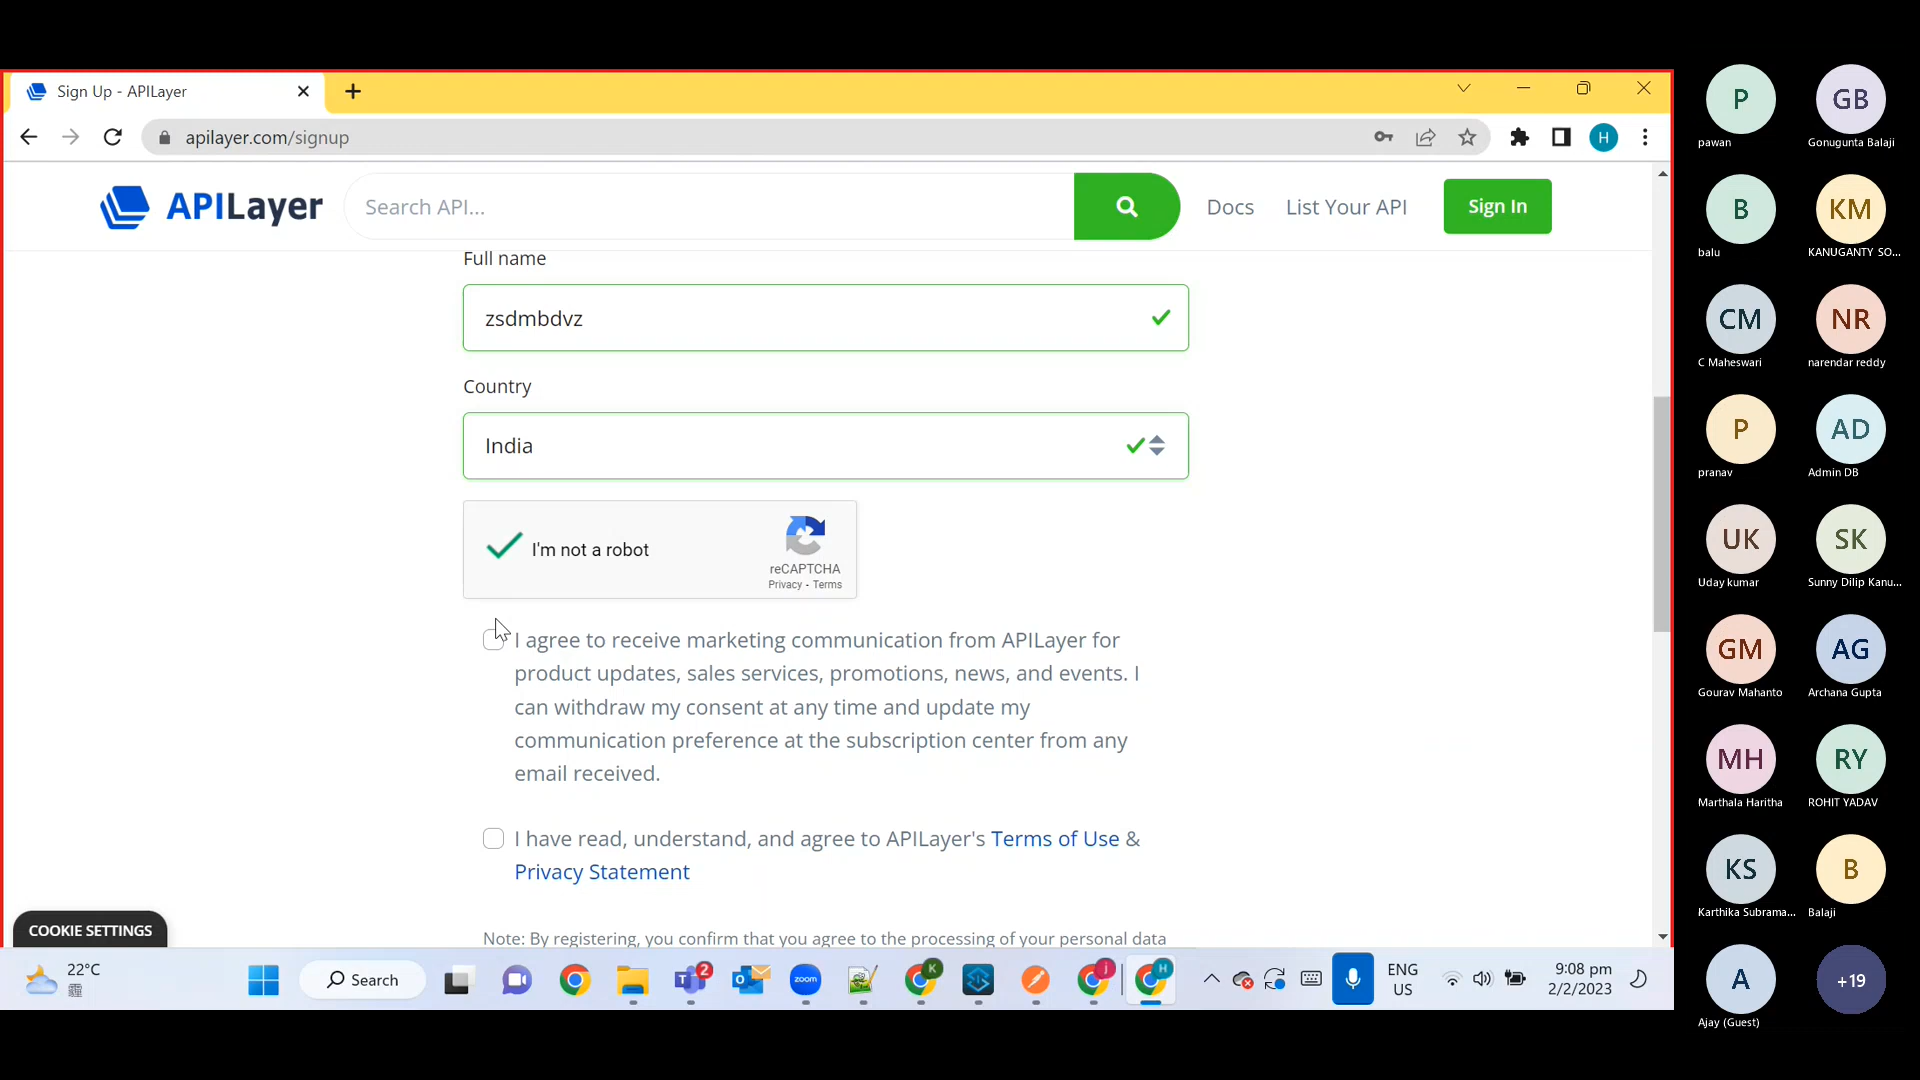 Sign Up - APILayer
apilayer.com/signup
H
APILayer
Search API...
Docs
List Your API
Sign In
Full name
zsdmbdvz
Country
India
I'm not a robot
reCAPTCHA
Privacy - Terms
I agree to receive marketing communication from APILayer for
product updates, sales services, promotions, news, and events. I
can withdraw my consent at any time and update my
communication preference at the subscription center from any
email received.
I have read, understand, and agree to APILayer's Terms of Use &
Privacy Statement
Note: By registering, you confirm that you agree to the processing of your personal data
COOKIE SETTINGS
22°C
霾
Search
2
zoom
K
j
H
ENG
US
9:08 pm
2/2/2023
P
pawan
GB
Gonugunta Balaji
B
balu
KM
KANUGANTY SO...
CM
C Maheswari
NR
narendar reddy
P
pranav
AD
Admin DB
UK
Uday kumar
SK
Sunny Dilip Kanu...
GM
Gourav Mahanto
AG
Archana Gupta
MH
Marthala Haritha
RY
ROHIT YADAV
KS
Karthika Subrama...
B
Balaji
A
Ajay (Guest)
+19